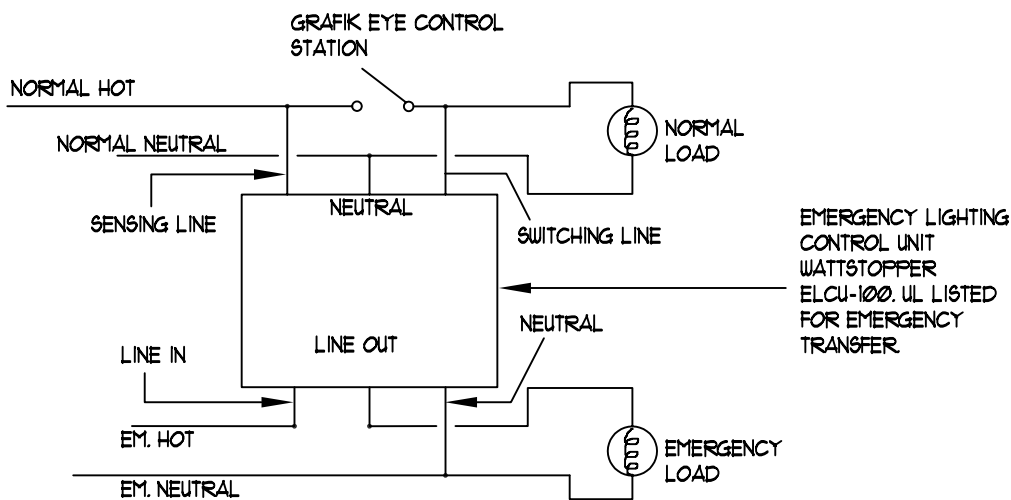 GRAFIK EYE CONTROL
STATION
NORMAL HOT
NORMAL NEUTRAL
NORMAL
LOAD
SENSING LINE
NEUTRAL
SWITCHING LINE
EMERGENCY LIGHTING
CONTROL UNIT
WATTSTOPPER
ELCU-100. UL LISTED
FOR EMERGENCY
TRANSFER.
NEUTRAL
LINE OUT
LINE IN
EM. HOT
EMERGENCY
LOAD
EM. NEUTRAL